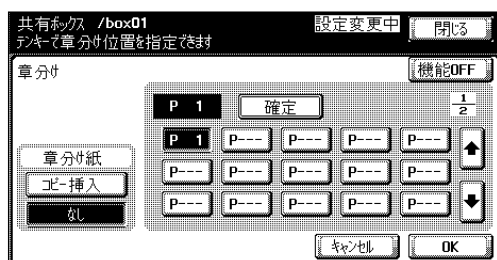 共有ボックス /box01
設定変更中
閉じる
テンキーで章分け位置を指定できます
章分け
機能OFF
P 1
確定
1/2
P 1 P--- P--- P--- P---
章分け紙
P--- P--- P--- P--- P---
コピー挿入
P--- P--- P--- P--- P---
なし
キャンセル
OK